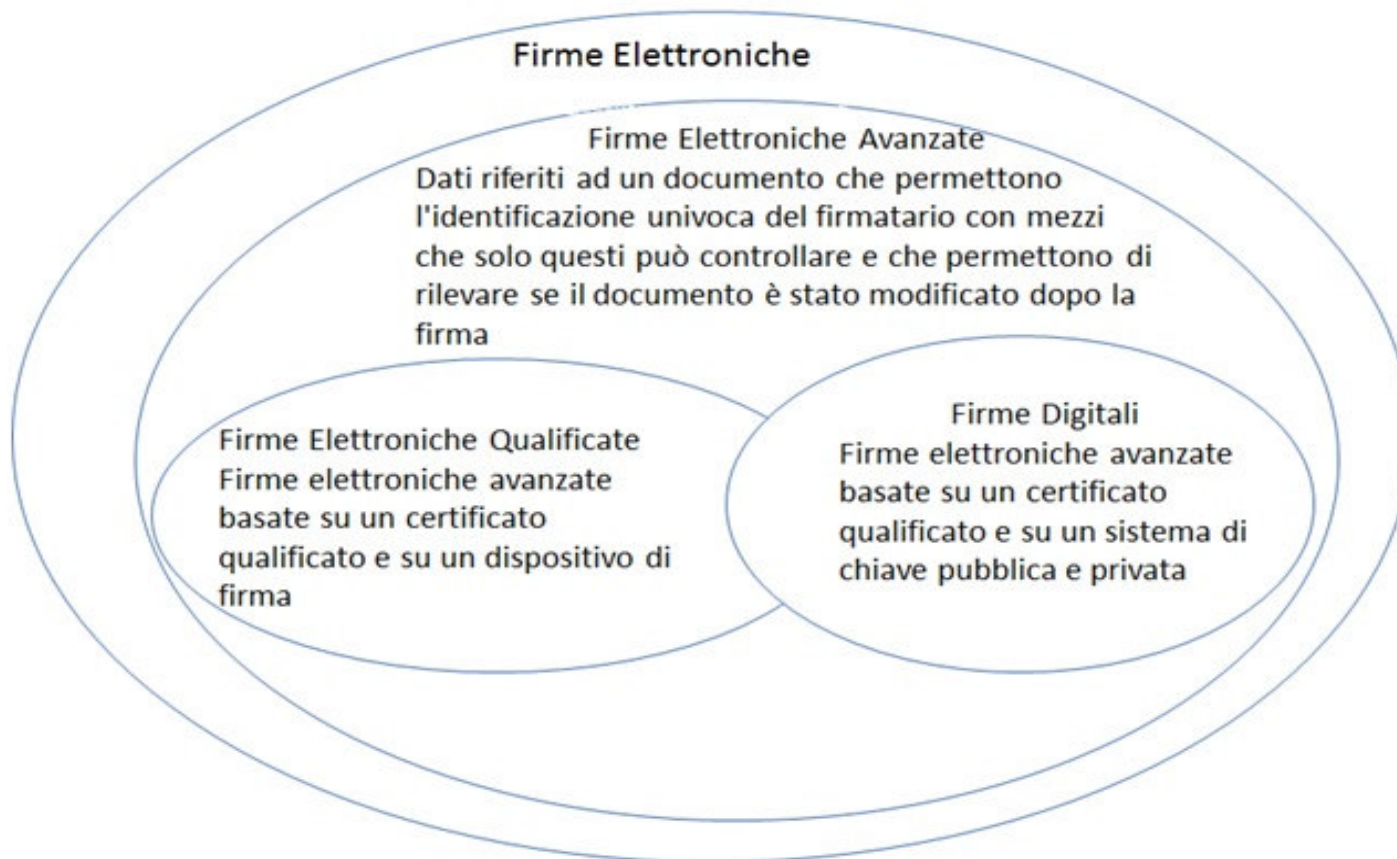 Firme Elettroniche
Firme Elettroniche Avanzate
Dati riferiti ad un documento che permettono
l'identificazione univoca del firmatario con mezzi
che solo questi può controllare e che permettono di
rilevare se il documento è stato modificato dopo la
firma
Firme Elettroniche Qualificate
Firme elettroniche avanzate
basate su un certificato
qualificato e su un dispositivo di
firma
Firme Digitali
Firme elettroniche avanzate
basate su un certificato
qualificato e su un sistema di
chiave pubblica e privata